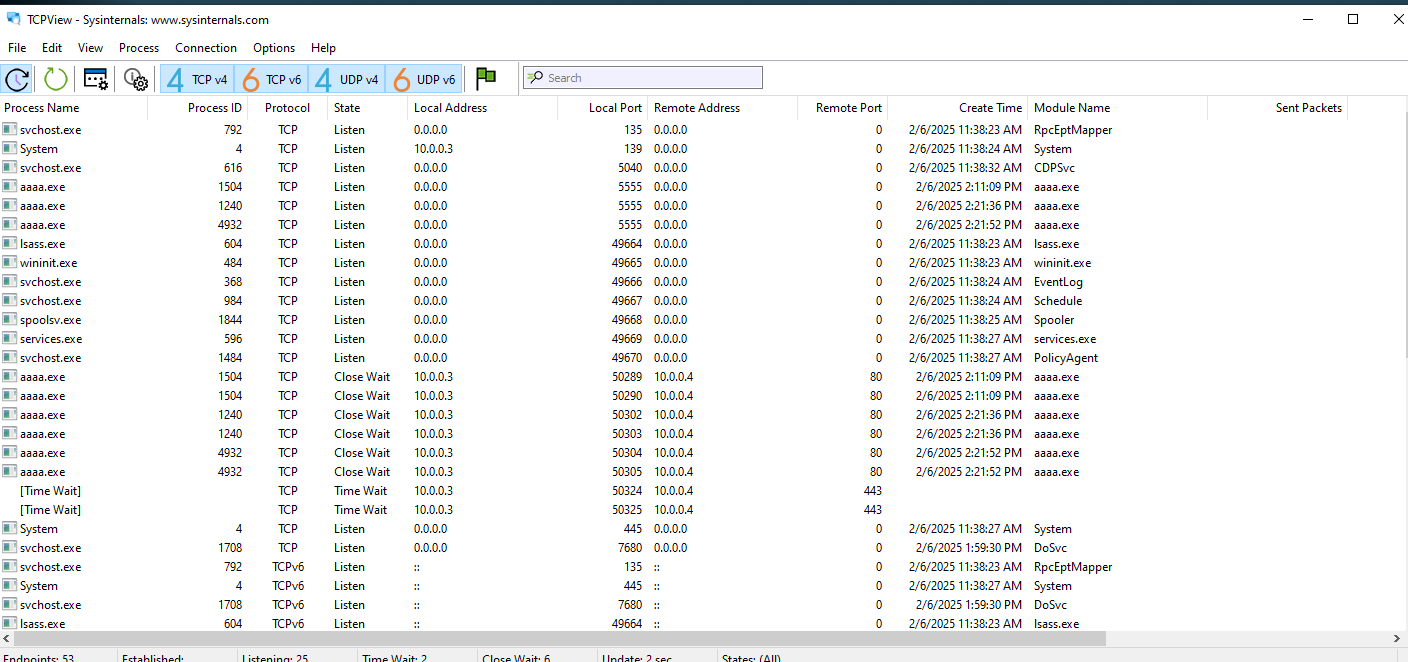 TCPView - Sysinternals: www.sysinternals.com
File Edit View Process Connection Options Help
4 TCP v4 6 TCP v6 4 UDP v4 6 UDP v6 Search
Process Name Process ID Protocol State Local Address Local Port Remote Address Remote Port Create Time Module Name Sent Packets
svchost.exe 792 TCP Listen 0.0.0.0 135 0.0.0.0 0 2/6/2025 11:38:23 AM RpcEptMapper
System 4 TCP Listen 10.0.0.3 139 0.0.0.0 0 2/6/2025 11:38:24 AM System
svchost.exe 616 TCP Listen 0.0.0.0 5040 0.0.0.0 0 2/6/2025 11:38:32 AM CDPSvc
aaaa.exe 1504 TCP Listen 0.0.0.0 5555 0.0.0.0 0 2/6/2025 2:11:09 PM aaaa.exe
aaaa.exe 1240 TCP Listen 0.0.0.0 5555 0.0.0.0 0 2/6/2025 2:21:36 PM aaaa.exe
aaaa.exe 4932 TCP Listen 0.0.0.0 5555 0.0.0.0 0 2/6/2025 2:21:52 PM aaaa.exe
lsass.exe 604 TCP Listen 0.0.0.0 49664 0.0.0.0 0 2/6/2025 11:38:23 AM lsass.exe
wininit.exe 484 TCP Listen 0.0.0.0 49665 0.0.0.0 0 2/6/2025 11:38:23 AM wininit.exe
svchost.exe 368 TCP Listen 0.0.0.0 49666 0.0.0.0 0 2/6/2025 11:38:24 AM EventLog
svchost.exe 984 TCP Listen 0.0.0.0 49667 0.0.0.0 0 2/6/2025 11:38:24 AM Schedule
spoolsv.exe 1844 TCP Listen 0.0.0.0 49668 0.0.0.0 0 2/6/2025 11:38:25 AM Spooler
services.exe 596 TCP Listen 0.0.0.0 49669 0.0.0.0 0 2/6/2025 11:38:27 AM services.exe
svchost.exe 1484 TCP Listen 0.0.0.0 49670 0.0.0.0 0 2/6/2025 11:38:27 AM PolicyAgent
aaaa.exe 1504 TCP Close Wait 10.0.0.3 50289 10.0.0.4 80 2/6/2025 2:11:09 PM aaaa.exe
aaaa.exe 1504 TCP Close Wait 10.0.0.3 50290 10.0.0.4 80 2/6/2025 2:11:09 PM aaaa.exe
aaaa.exe 1240 TCP Close Wait 10.0.0.3 50302 10.0.0.4 80 2/6/2025 2:21:36 PM aaaa.exe
aaaa.exe 1240 TCP Close Wait 10.0.0.3 50303 10.0.0.4 80 2/6/2025 2:21:36 PM aaaa.exe
aaaa.exe 4932 TCP Close Wait 10.0.0.3 50304 10.0.0.4 80 2/6/2025 2:21:52 PM aaaa.exe
aaaa.exe 4932 TCP Close Wait 10.0.0.3 50305 10.0.0.4 80 2/6/2025 2:21:52 PM aaaa.exe
[Time Wait] TCP Time Wait 10.0.0.3 50324 10.0.0.4 443
[Time Wait] TCP Time Wait 10.0.0.3 50325 10.0.0.4 443
System 4 TCP Listen 0.0.0.0 445 0.0.0.0 0 2/6/2025 11:38:27 AM System
svchost.exe 1708 TCP Listen 0.0.0.0 7680 0.0.0.0 0 2/6/2025 1:59:30 PM DoSvc
svchost.exe 792 TCPv6 Listen :: 135 :: 0 2/6/2025 11:38:23 AM RpcEptMapper
System 4 TCPv6 Listen :: 445 :: 0 2/6/2025 11:38:27 AM System
svchost.exe 1708 TCPv6 Listen :: 7680 :: 0 2/6/2025 1:59:30 PM DoSvc
lsass.exe 604 TCPv6 Listen :: 49664 :: 0 2/6/2025 11:38:23 AM lsass.exe
Endpoints: 53 Established: Listening: 25 Time Wait: 2 Close Wait: 6 Update: 2 sec States: (All)